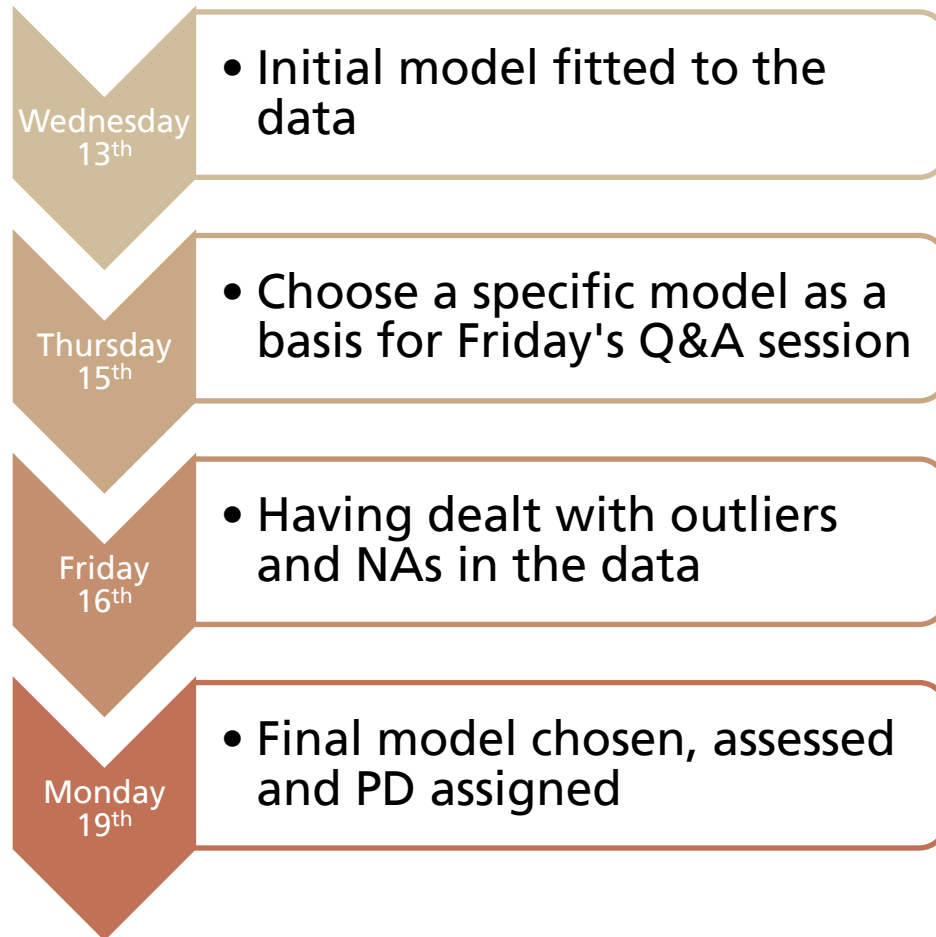 Wednesday
13th
• Initial model fitted to the
data
Thursday
15th
• Choose a specific model as a
basis for Friday's Q&A session
Friday
16th
• Having dealt with outliers
and NAs in the data
Monday
19th
• Final model chosen, assessed
and PD assigned